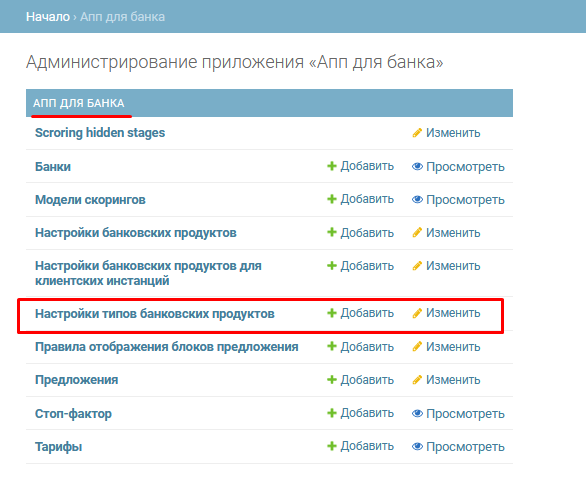 Начало › Апп для банка
Администрирование приложения «Апп для банка»
АПП ДЛЯ БАНКА
Scroring hidden stages Изменить
Банки Добавить Просмотреть
Модели скорингов Добавить Просмотреть
Настройки банковских продуктов Добавить Изменить
Настройки банковских продуктов для Добавить Изменить
клиентских инстанций
Настройки типов банковских продуктов Добавить Изменить
Правила отображения блоков предложения Добавить Изменить
Предложения Добавить Изменить
Стоп-фактор Добавить Просмотреть
Тарифы Добавить Просмотреть